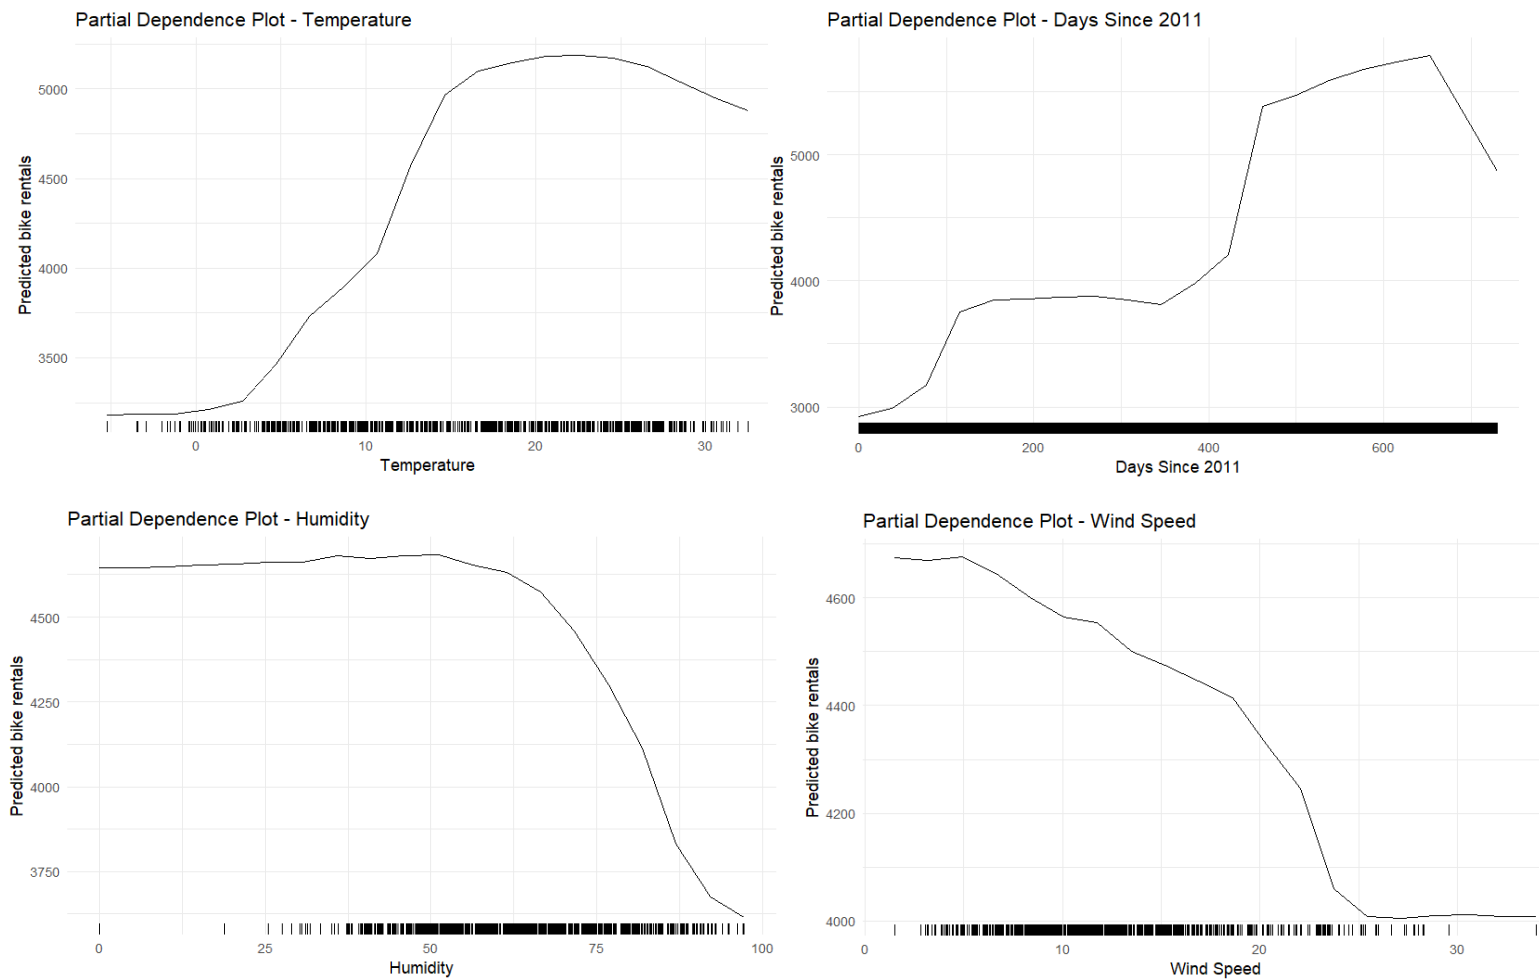 Partial Dependence Plot - Temperature
Predicted bike rentals
5000
4500
4000
3500
0
10
20
30
Temperature
Partial Dependence Plot - Days Since 2011
Predicted bike rentals
5000
4000
3000
0
200
400
600
Days Since 2011
Partial Dependence Plot - Humidity
Predicted bike rentals
4500
4250
4000
3750
0
25
50
75
100
Humidity
Partial Dependence Plot - Wind Speed
Predicted bike rentals
4600
4400
4200
4000
0
10
20
30
Wind Speed